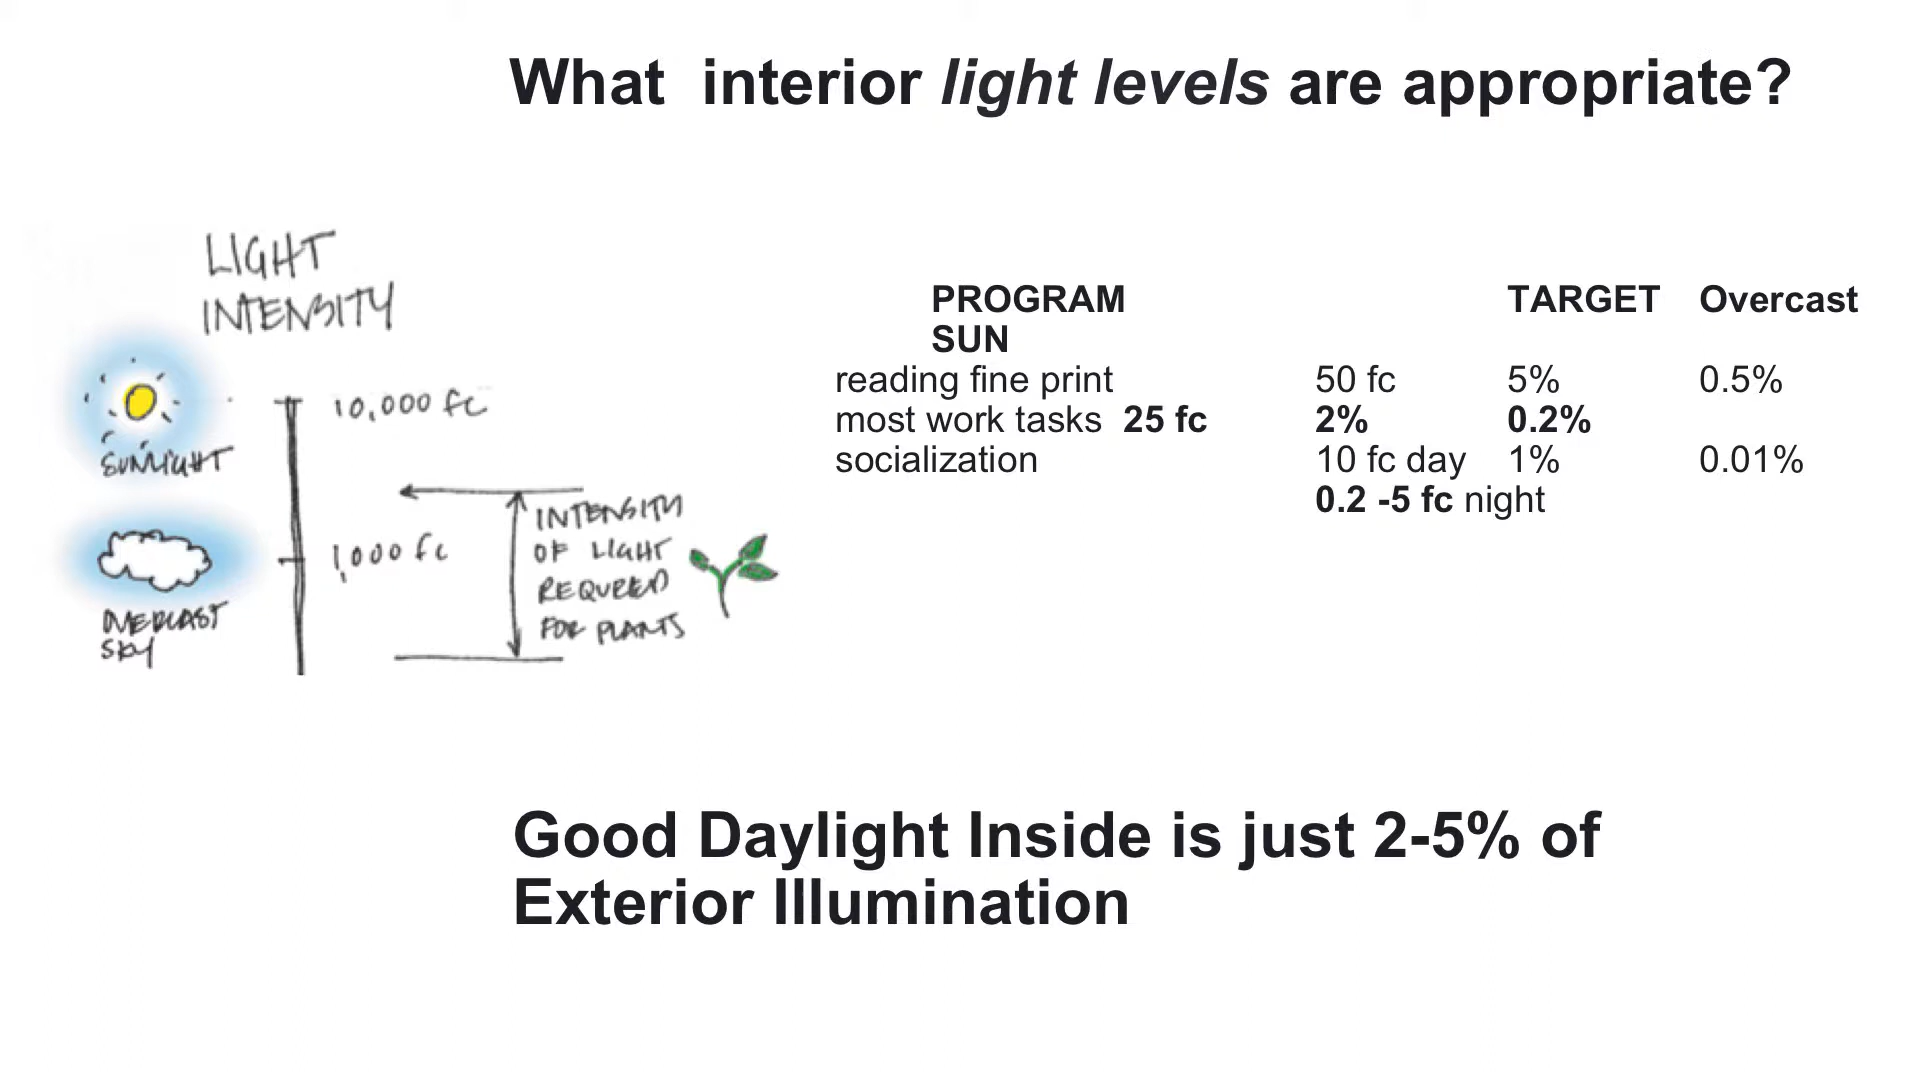 What interior light levels are appropriate?
LIGHT
INTENSITY
SUNLIGHT
OVERCAST
SKY
10,000 fc
1,000 fc
INTENSITY
OF LIGHT
REQUIRED
FOR PLANTS
PROGRAM TARGET Overcast
SUN
reading fine print 50 fc 5% 0.5%
most work tasks 25 fc 2% 0.2%
socialization 10 fc day 1% 0.01%
0.2 -5 fc night
Good Daylight Inside is just 2-5% of
Exterior Illumination